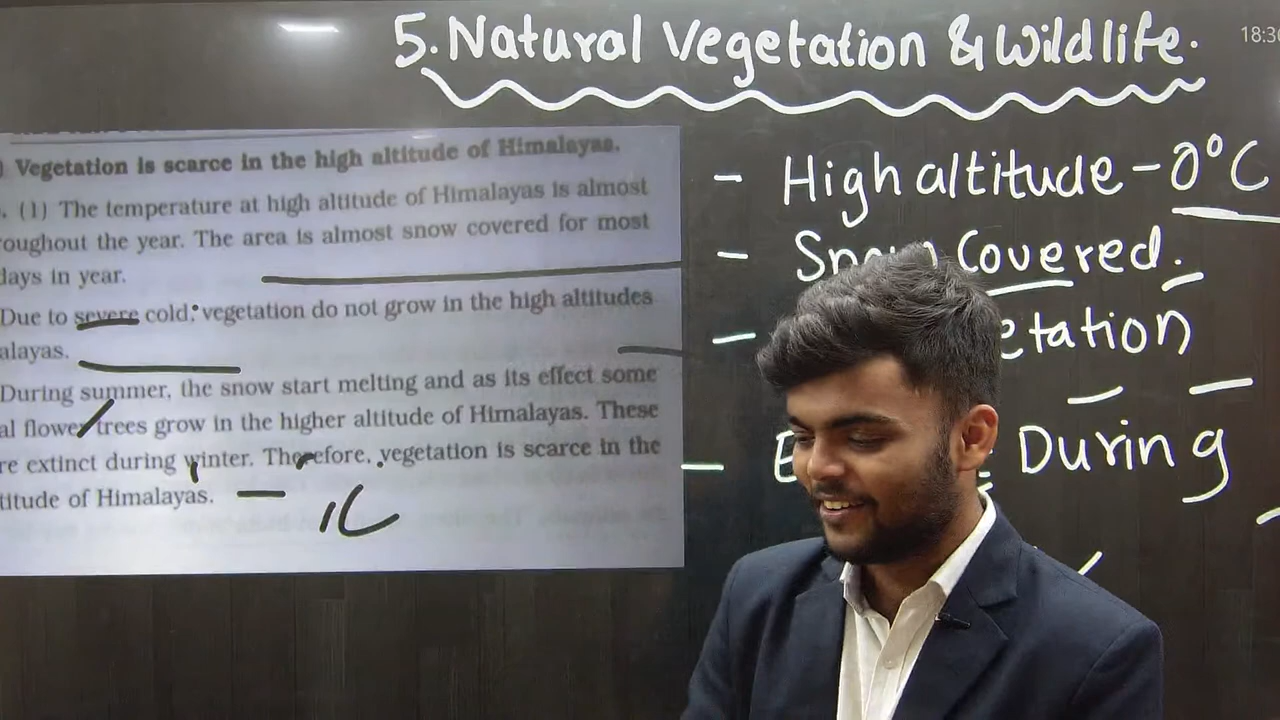 5. Natural Vegetation & Wildlife.
18:3
) Vegetation is scarce in the high altitude of Himalayas.
. (1) The temperature at high altitude of Himalayas is almost
roughout the year. The area is almost snow covered for most
days in year.
Due to severe cold, vegetation do not grow in the high altitudes
alayas.
During summer, the snow start melting and as its effect some
al flower trees grow in the higher altitude of Himalayas. These
re extinct during winter. Therefore, vegetation is scarce in the
titude of Himalayas.
- High altitude - 0°C
- Snow Covered.
- etation
- During